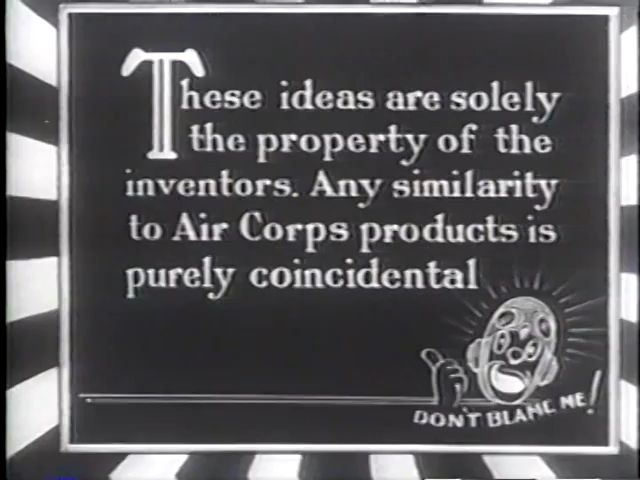 These ideas are solely
the property of the
inventors. Any similarity
to Air Corps products is
purely coincidental
DON'T BLAME ME!